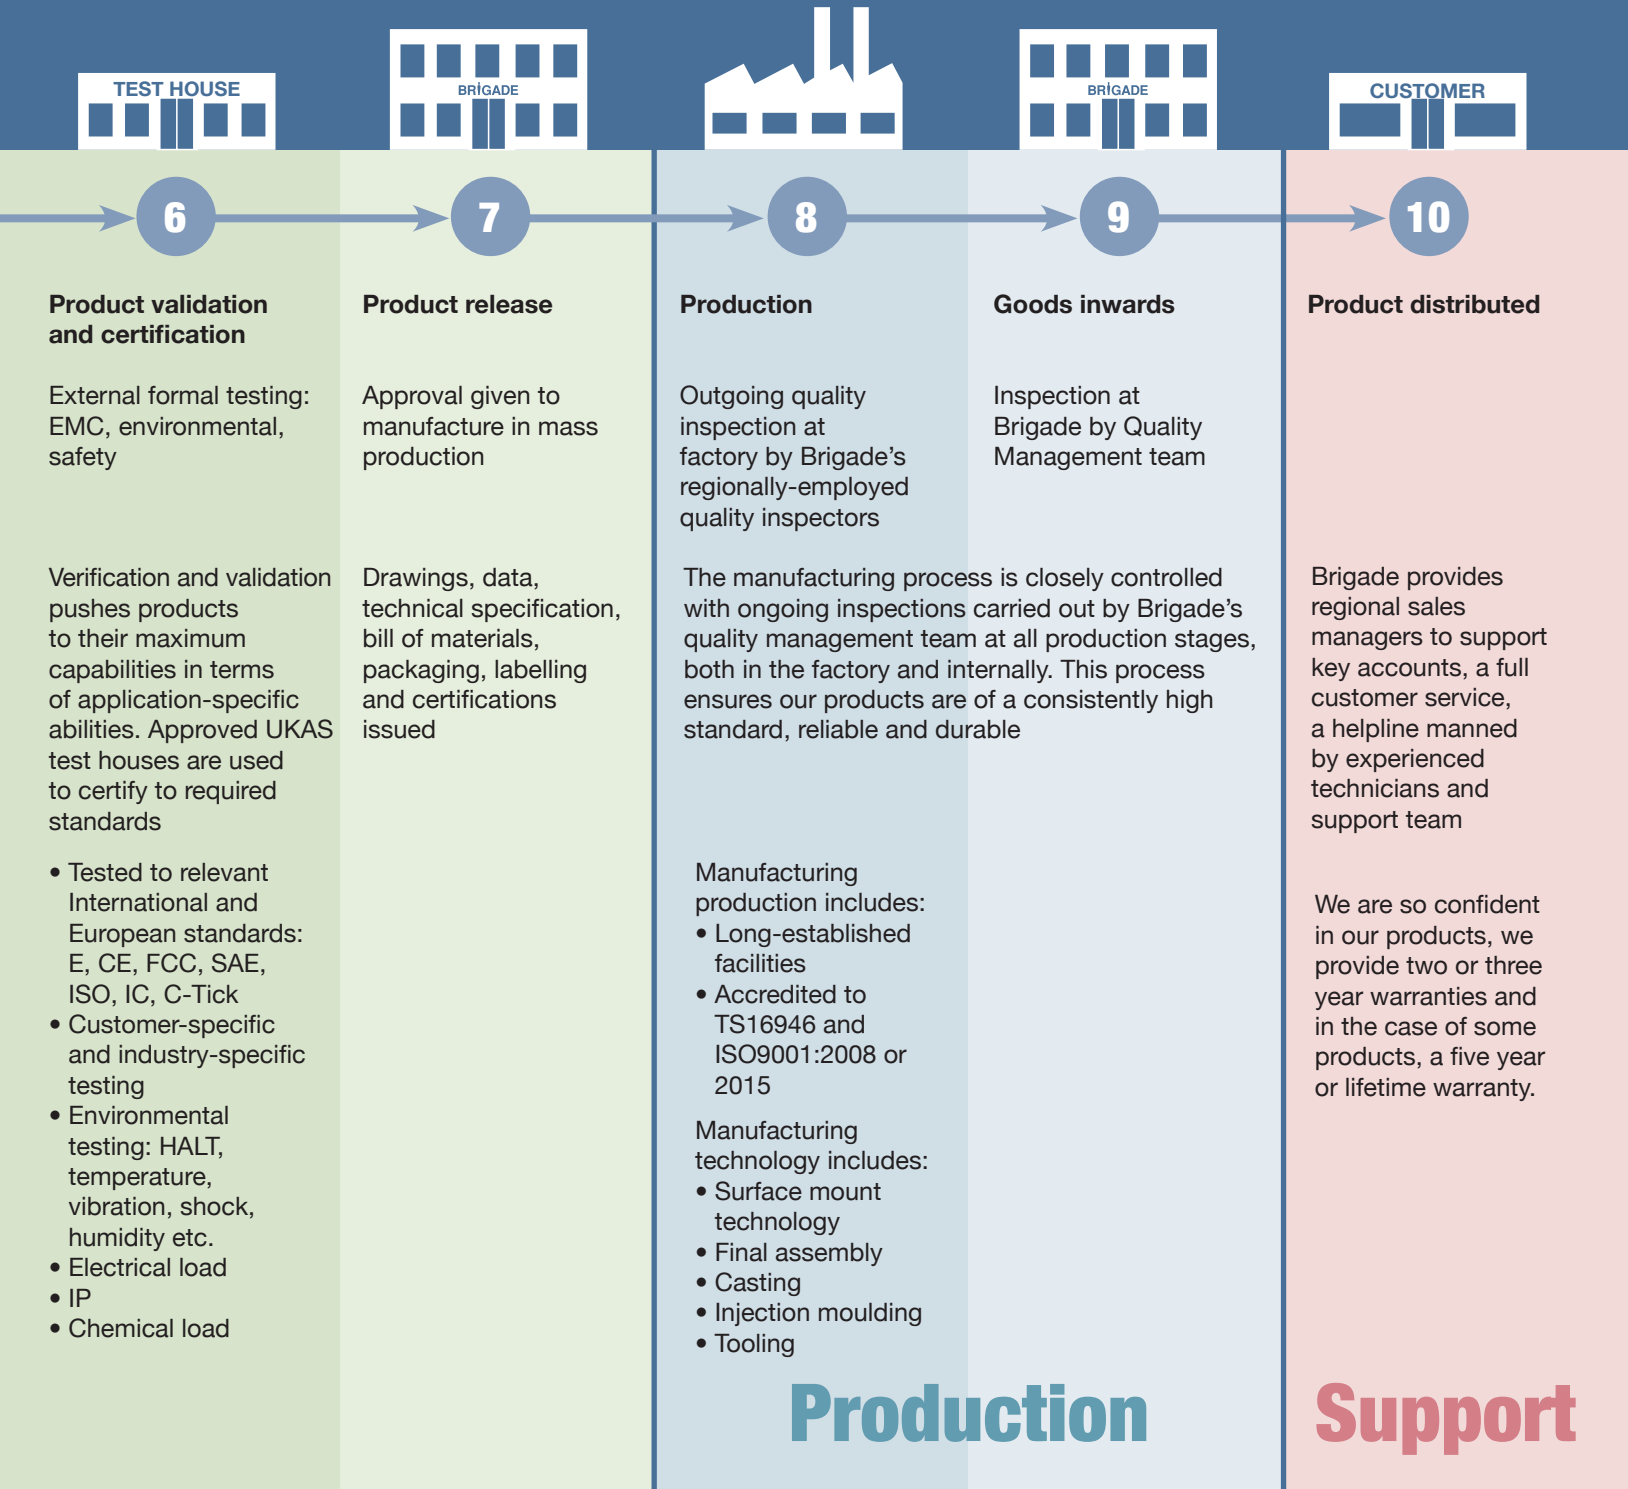 TEST HOUSE
BRIGADE
BRIGADE
CUSTOMER
6
7
8
9
10
Product validation
and certification
External formal testing:
EMC, environmental,
safety
Verification and validation
pushes products
to their maximum
capabilities in terms
of application-specific
abilities. Approved UKAS
test houses are used
to certify to required
standards
• Tested to relevant
International and
European standards:
E, CE, FCC, SAE,
ISO, IC, C-Tick
• Customer-specific
and industry-specific
testing
• Environmental
testing: HALT,
temperature,
vibration, shock,
humidity etc.
• Electrical load
• IP
• Chemical load
Product release
Approval given to
manufacture in mass
production
Drawings, data,
technical specification,
bill of materials,
packaging, labelling
and certifications
issued
Production
Outgoing quality
inspection at
factory by Brigade's
regionally-employed
quality inspectors
Goods inwards
Inspection at
Brigade by Quality
Management team
The manufacturing process is closely controlled
with ongoing inspections carried out by Brigade's
quality management team at all production stages,
both in the factory and internally. This process
ensures our products are of a consistently high
standard, reliable and durable
Manufacturing
production includes:
• Long-established
facilities
• Accredited to
TS16946 and
ISO9001:2008 or
2015
Manufacturing
technology includes:
• Surface mount
technology
• Final assembly
• Casting
• Injection moulding
• Tooling
Production
Product distributed
Brigade provides
regional sales
managers to support
key accounts, a full
customer service,
a helpline manned
by experienced
technicians and
support team
We are so confident
in our products, we
provide two or three
year warranties and
in the case of some
products, a five year
or lifetime warranty.
Support